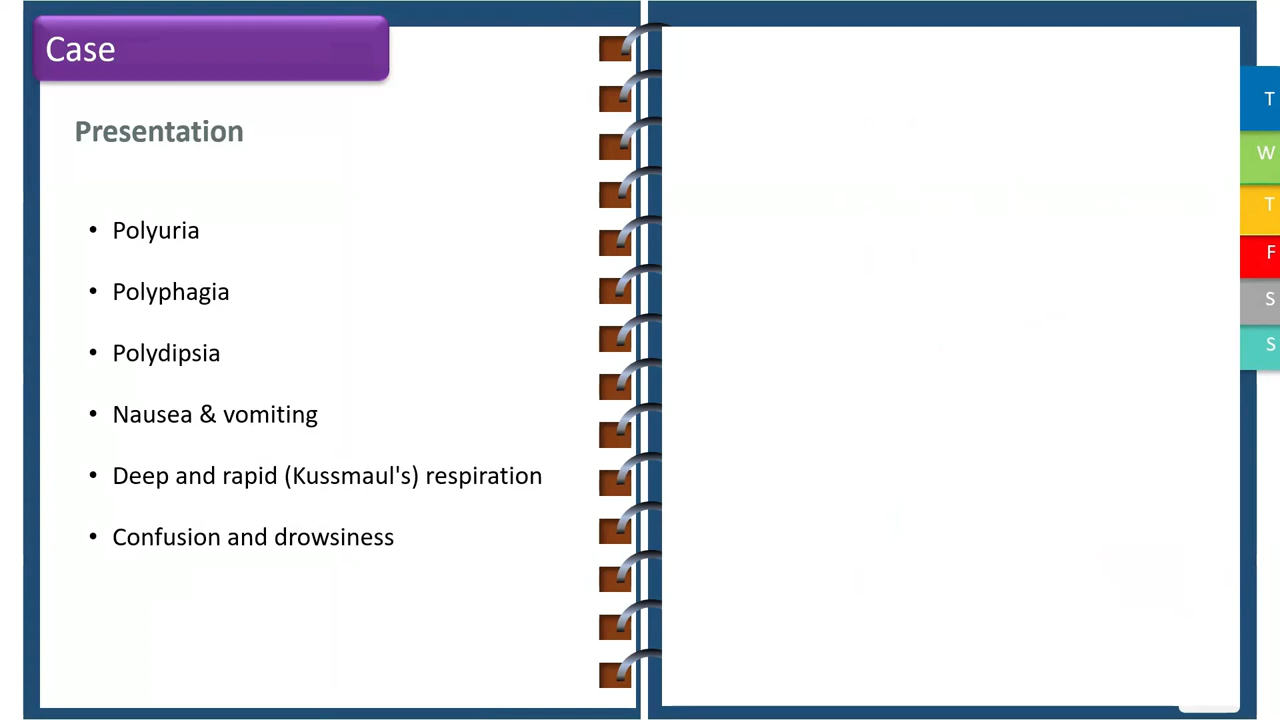 Case
Presentation
• Polyuria
• Polyphagia
• Polydipsia
• Nausea & vomiting
• Deep and rapid (Kussmaul's) respiration
• Confusion and drowsiness
T
W
T
F
S
S